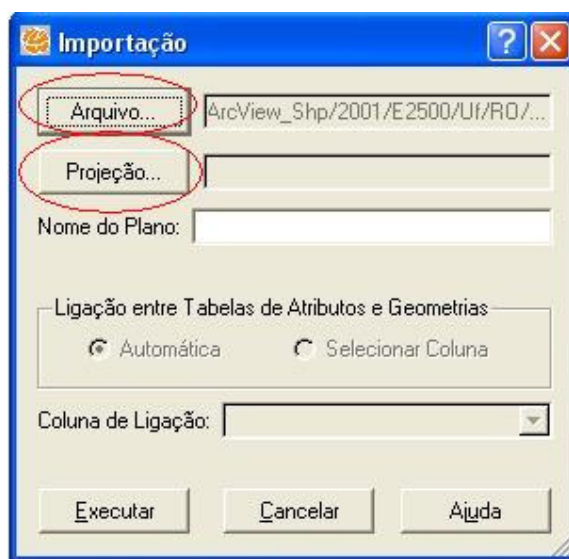 Importação
Arquivo... ArcView_Shp/2001/E2500/Uf/RO/...
Projeção...
Nome do Plano:
Ligação entre Tabelas de Atributos e Geometrias
Automática Selecionar Coluna
Coluna de Ligação:
Executar Cancelar Ajuda